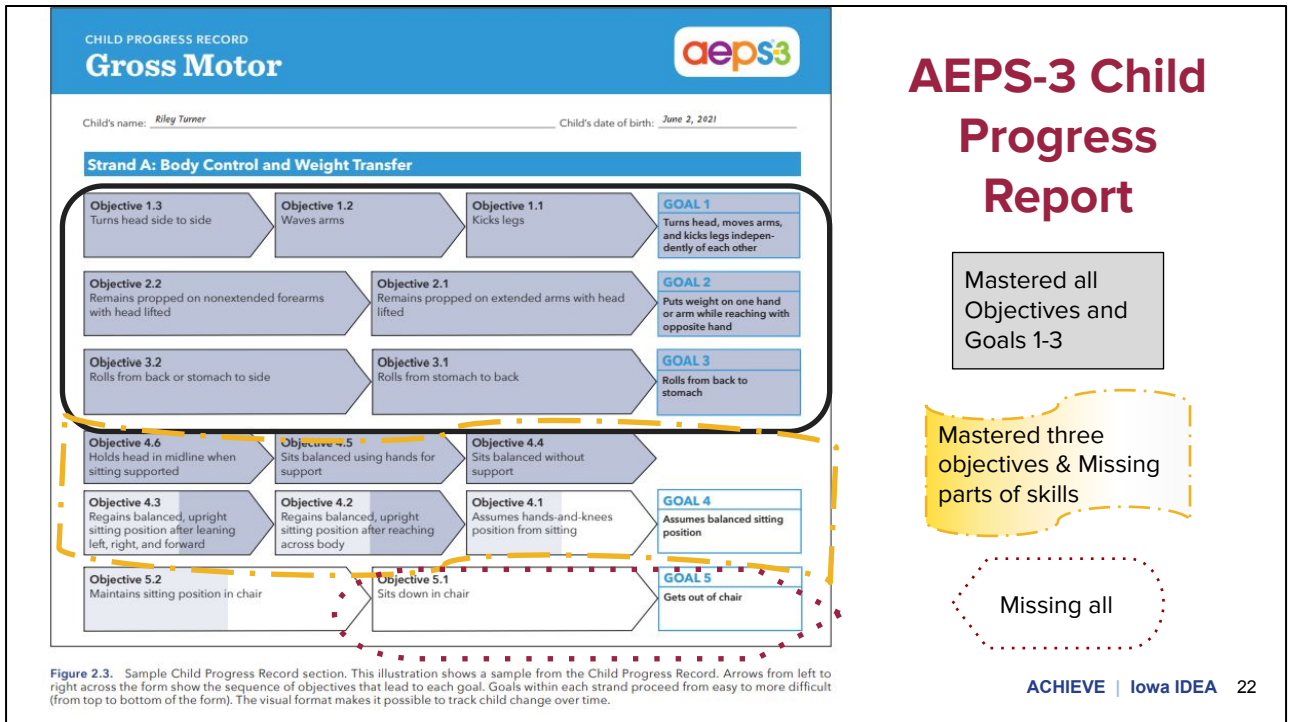 CHILD PROGRESS RECORD
Gross Motor
aeps3
Child's name: Riley Turner Child's date of birth: June 2, 2021
Strand A: Body Control and Weight Transfer
Objective 1.3
Turns head side to side
Objective 1.2
Waves arms
Objective 1.1
Kicks legs
GOAL 1
Turns head, moves arms,
and kicks legs indepen-
dently of each other
Objective 2.2
Remains propped on nonextended forearms
with head lifted
Objective 2.1
Remains propped on extended arms with head
lifted
GOAL 2
Puts weight on one hand
or arm while reaching with
opposite hand
Objective 3.2
Rolls from back or stomach to side
Objective 3.1
Rolls from stomach to back
GOAL 3
Rolls from back to
stomach
Objective 4.6
Holds head in midline when
sitting supported
Objective 4.5
Sits balanced using hands for
support
Objective 4.4
Sits balanced without
support
Objective 4.3
Regains balanced, upright
sitting position after leaning
left, right, and forward
Objective 4.2
Regains balanced, upright
sitting position after reaching
across body
Objective 4.1
Assumes hands-and-knees
position from sitting
GOAL 4
Assumes balanced sitting
position
Objective 5.2
Maintains sitting position in chair
Objective 5.1
Sits down in chair
GOAL 5
Gets out of chair
Figure 2.3. Sample Child Progress Record section. This illustration shows a sample from the Child Progress Record. Arrows from left to
right across the form show the sequence of objectives that lead to each goal. Goals within each strand proceed from easy to more difficult
(from top to bottom of the form). The visual format makes it possible to track child change over time.
AEPS-3 Child
Progress
Report
Mastered all
Objectives and
Goals 1-3
Mastered three
objectives & Missing
parts of skills
Missing all
ACHIEVE | Iowa IDEA 22